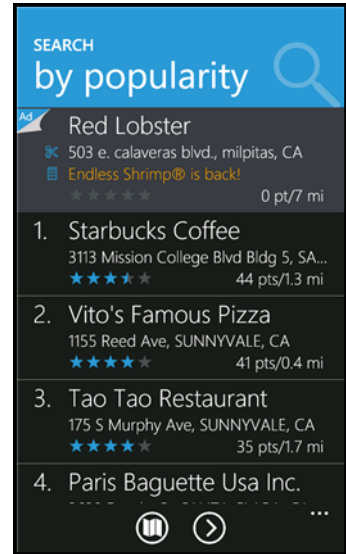 SEARCH
by popularity
Ad
Red Lobster
503 e. calaveras blvd., milpitas, CA
Endless Shrimp® is back!
0 pt/7 mi
1. Starbucks Coffee
3113 Mission College Blvd Bldg 5, SA...
44 pts/1.3 mi
2. Vito's Famous Pizza
1155 Reed Ave, SUNNYVALE, CA
41 pts/0.4 mi
3. Tao Tao Restaurant
175 S Murphy Ave, SUNNYVALE, CA
35 pts/1.7 mi
4. Paris Baguette Usa Inc.
...